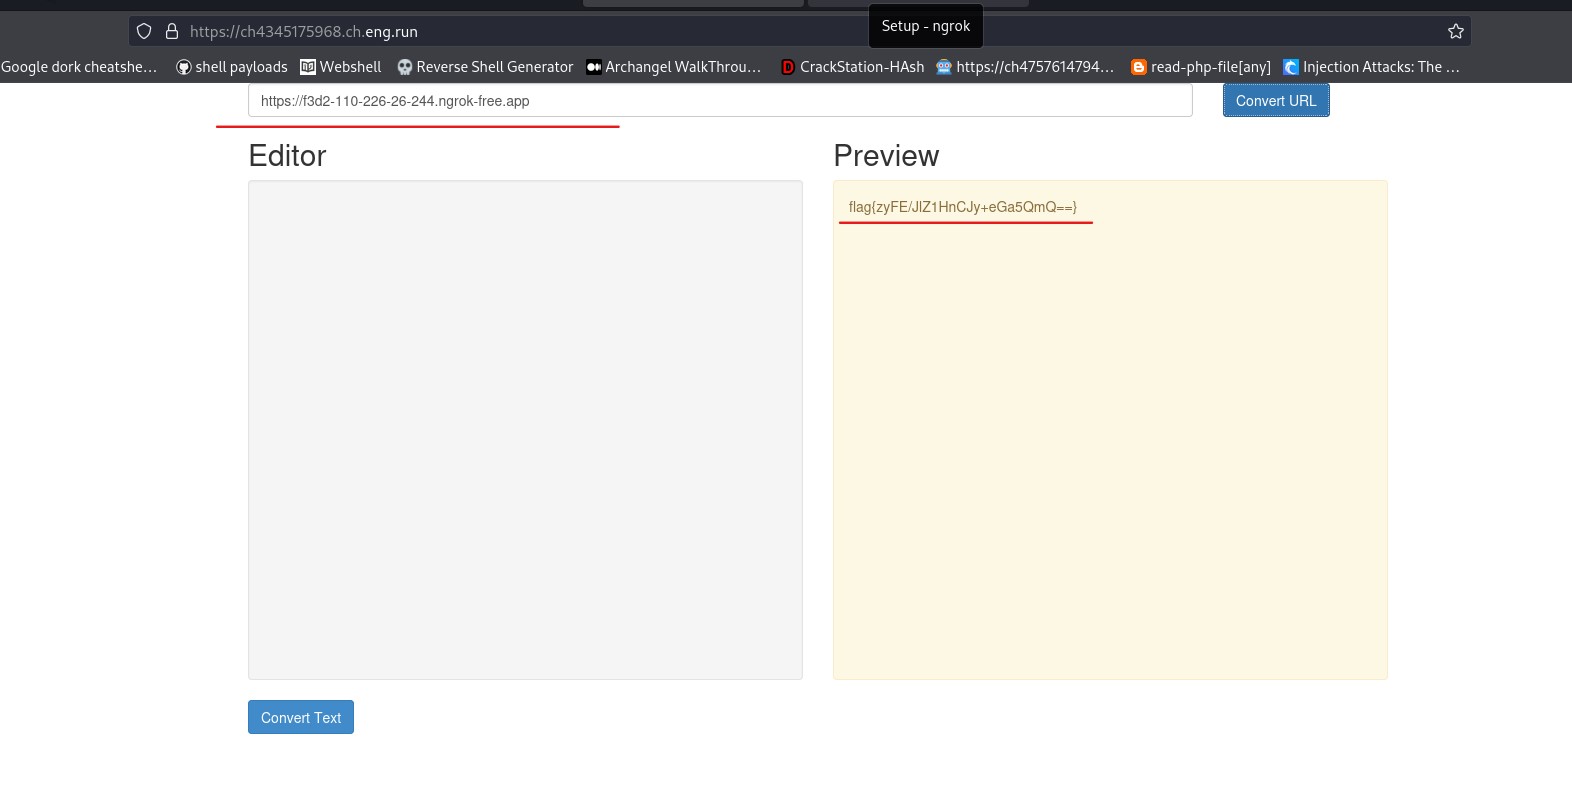 https://ch4345175968.ch.eng.run
Setup - ngrok
Google dork cheatshe… shell payloads Webshell Reverse Shell Generator Archangel WalkThrou… CrackStation-HAsh https://ch4757614794… read-php-file[any] Injection Attacks: The …
https://f3d2-110-226-26-244.ngrok-free.app Convert URL
Editor Preview
flag{zyFE/JlZ1HnCJy+eGa5QmQ==}
Convert Text